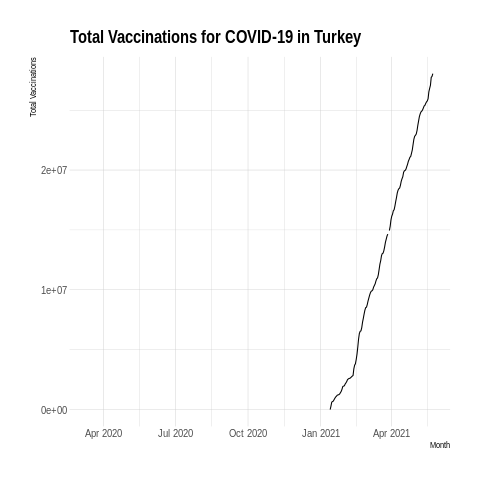 Total Vaccinations for COVID-19 in Turkey
Total Vaccinations
2e+07
1e+07
0e+00
Apr 2020 Jul 2020 Oct 2020 Jan 2021 Apr 2021
Month